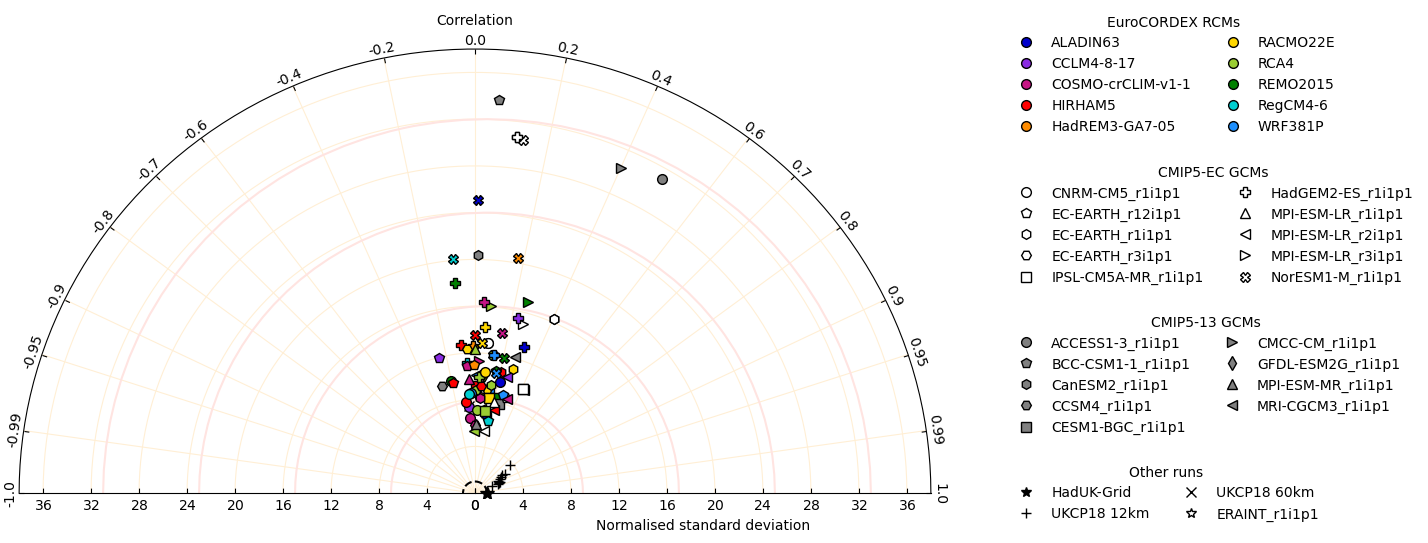 Correlation
-1.0
-0.99
-0.95
-0.9
-0.8
-0.7
-0.6
-0.4
-0.2
0.0
0.2
0.4
0.6
0.7
0.8
0.9
0.95
0.99
1.0
36 32 28 24 20 16 12 8 4 0 0 4 8 12 16 20 24 28 32 36
Normalised standard deviation
EuroCORDEX RCMs
ALADIN63 RACMO22E
CCLM4-8-17 RCA4
COSMO-crCLIM-v1-1 REMO2015
HIRHAM5 RegCM4-6
HadREM3-GA7-05 WRF381P
CMIP5-EC GCMs
CNRM-CM5_r1i1p1 HadGEM2-ES_r1i1p1
EC-EARTH_r12i1p1 MPI-ESM-LR_r1i1p1
EC-EARTH_r1i1p1 MPI-ESM-LR_r2i1p1
EC-EARTH_r3i1p1 MPI-ESM-LR_r3i1p1
IPSL-CM5A-MR_r1i1p1 NorESM1-M_r1i1p1
CMIP5-13 GCMs
ACCESS1-3_r1i1p1 CMCC-CM_r1i1p1
BCC-CSM1-1_r1i1p1 GFDL-ESM2G_r1i1p1
CanESM2_r1i1p1 MPI-ESM-MR_r1i1p1
CCSM4_r1i1p1 MRI-CGCM3_r1i1p1
CESM1-BGC_r1i1p1
Other runs
HadUK-Grid UKCP18 60km
UKCP18 12km ERAINT_r1i1p1